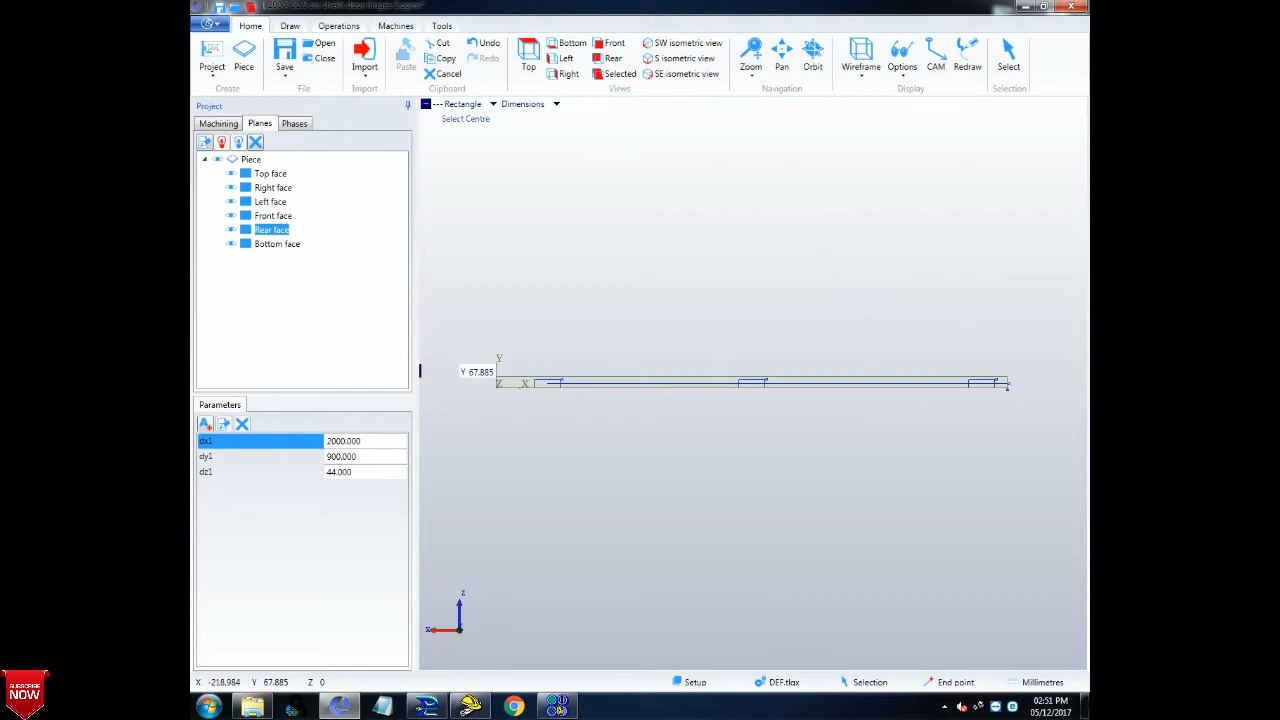 Home Draw Operations Machines Tools
Project Piece Save Open Close Import Paste Cut Copy Cancel Undo Redo Top Bottom Left Right Front Rear Selected SW isometric view S isometric view SE isometric view Zoom Pan Orbit Wireframe Options CAM Redraw Select
Create File Import Clipboard Views Navigation Display Selection
Project
Machining Planes Phases
Piece
Top face
Right face
Left face
Front face
Rear face
Bottom face
Rectangle Dimensions
Select Centre
Y
Y 67.885
Z X
Parameters
dx1 2000.000
dy1 900.000
dz1 44.000
z
x
X -218.984 Y 67.885 Z 0 Setup DEF.tlgx Selection End point Millimetres
SUBSCRIBE
NOW
02:51 PM
05/12/2017